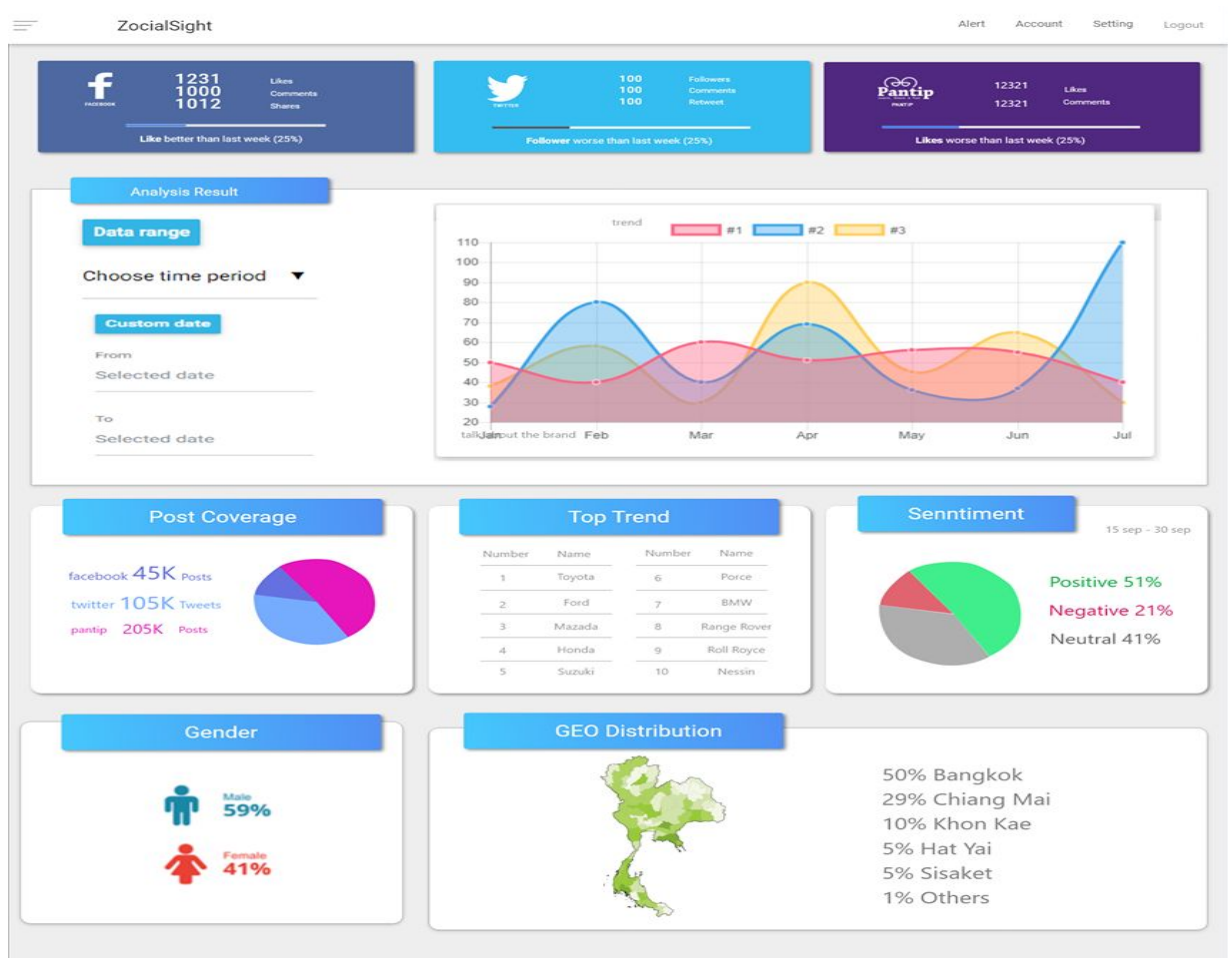 ZocialSight Alert Account Setting Logout
FACEBOOK
1231 Likes
1000 Comments
1012 Shares
Like better than last week (25%)
TWITTER
100 Followers
100 Comments
100 Retweet
Follower worse than last week (25%)
Pantip
PANTIP
12321 Likes
12321 Comments
Likes worse than last week (25%)
Analysis Result
Data range
Choose time period
Custom date
From
Selected date
To
Selected date
trend #1 #2 #3
110
100
90
80
70
60
50
40
30
20
talk about the brand
Jan Feb Mar Apr May Jun Jul
Post Coverage
facebook 45K Posts
twitter 105K Tweets
pantip 205K Posts
Top Trend
Number Name Number Name
1 Toyota 6 Porce
2 Ford 7 BMW
3 Mazada 8 Range Rover
4 Honda 9 Roll Royce
5 Suzuki 10 Nessin
Senntiment
15 sep - 30 sep
Positive 51%
Negative 21%
Neutral 41%
Gender
Male
59%
Female
41%
GEO Distribution
50% Bangkok
29% Chiang Mai
10% Khon Kae
5% Hat Yai
5% Sisaket
1% Others